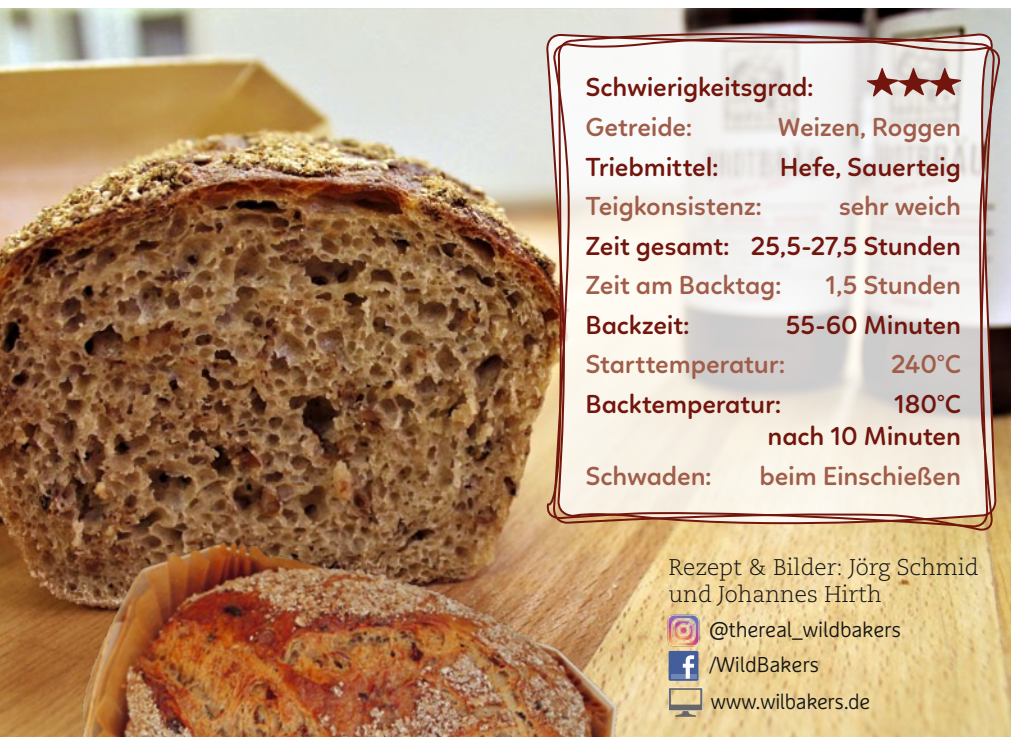 Schwierigkeitsgrad: ★★★
Getreide: Weizen, Roggen
Triebmittel: Hefe, Sauerteig
Teigkonsistenz: sehr weich
Zeit gesamt: 25,5-27,5 Stunden
Zeit am Backtag: 1,5 Stunden
Backzeit: 55-60 Minuten
Starttemperatur: 240°C
Backtemperatur: 180°C
nach 10 Minuten
Schwaden: beim Einschießen
Rezept & Bilder: Jörg Schmid
und Johannes Hirth
@thereal_wildbakers
/WildBakers
www.wilbakers.de